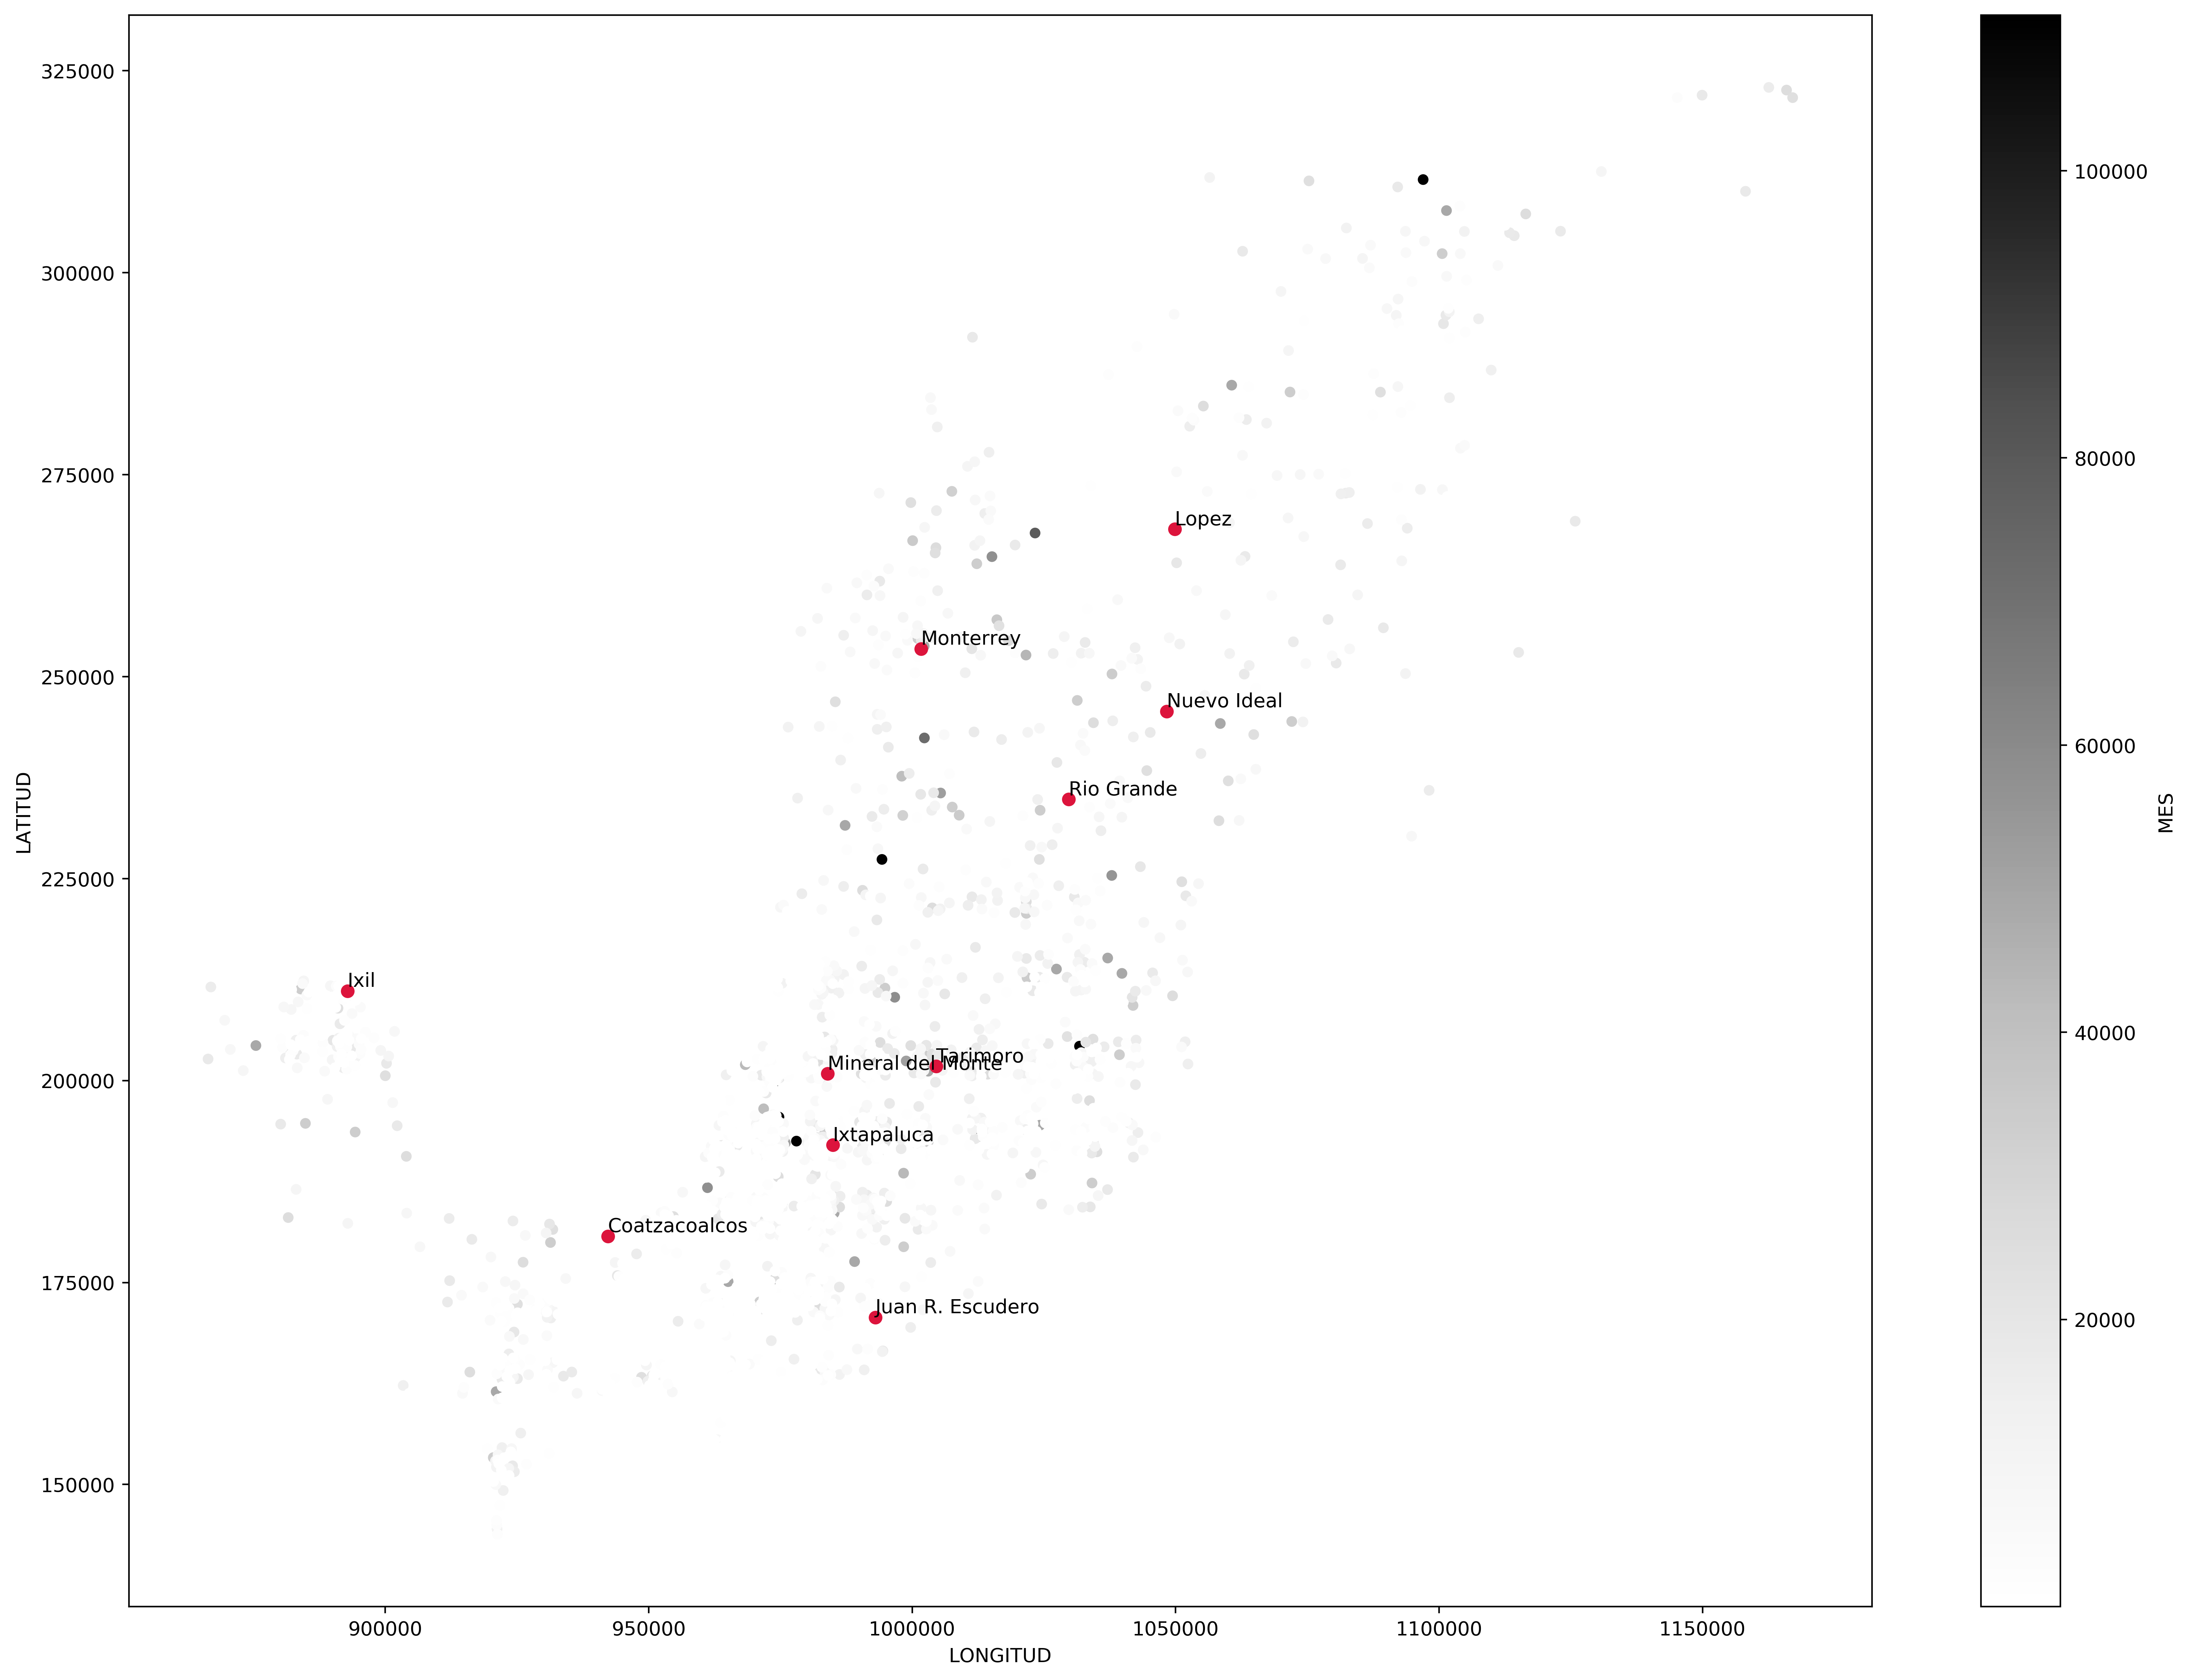 325000
300000
275000
250000
225000
200000
175000
150000
LATITUD
Lopez
Monterrey
Nuevo Ideal
Rio Grande
Ixil
Tarimoro
Mineral del Monte
Ixtapaluca
Coatzacoalcos
Juan R. Escudero
900000
950000
1000000
1050000
1100000
1150000
LONGITUD
100000
80000
60000
40000
20000
MES